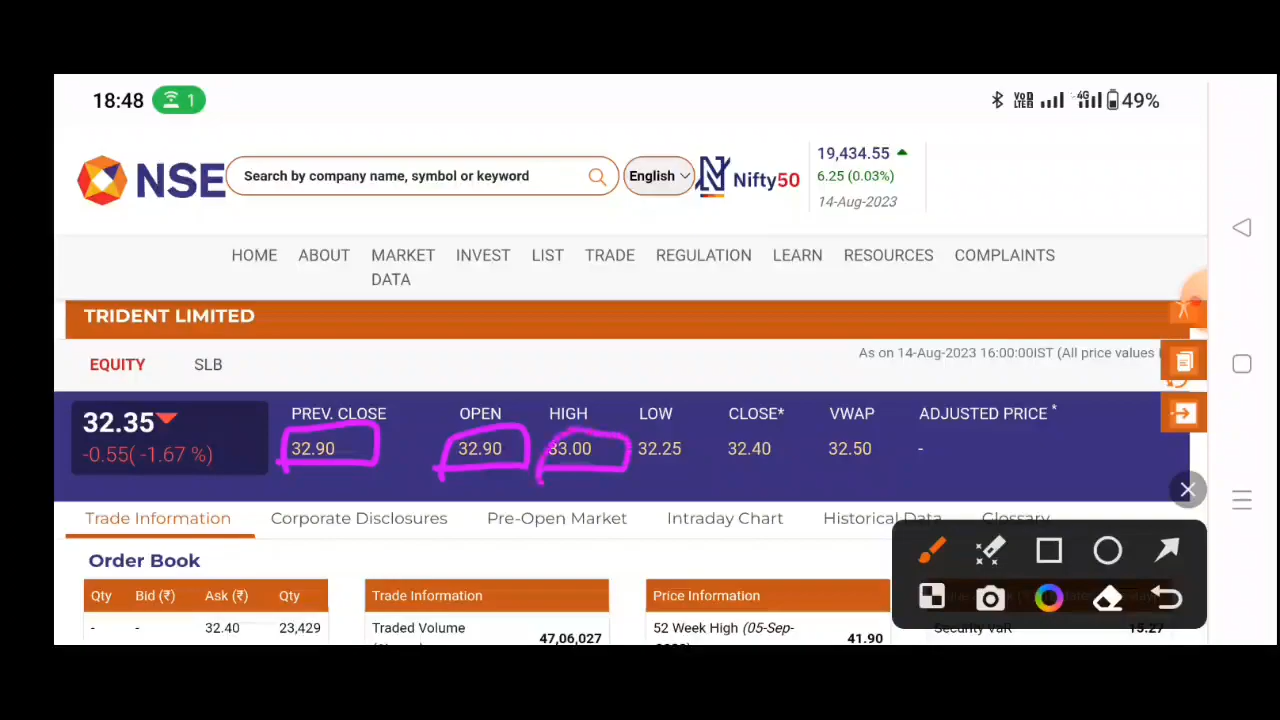 18:48 1 VoD LTEB 4G 49%
NSE Search by company name, symbol or keyword English Nifty50 19,434.55
6.25 (0.03%)
14-Aug-2023
HOME ABOUT MARKET DATA INVEST LIST TRADE REGULATION LEARN RESOURCES COMPLAINTS
TRIDENT LIMITED
EQUITY SLB As on 14-Aug-2023 16:00:00IST (All price values
32.35 PREV. CLOSE OPEN HIGH LOW CLOSE* VWAP ADJUSTED PRICE *
-0.55( -1.67 %) 32.90 32.90 33.00 32.25 32.40 32.50 -
Trade Information Corporate Disclosures Pre-Open Market Intraday Chart Historical Data Glossary
Order Book
Qty Bid (₹) Ask (₹) Qty Trade Information Price Information
- - 32.40 23,429 Traded Volume 47,06,027 52 Week High (05-Sep- 41.90 Security VaR 15.27